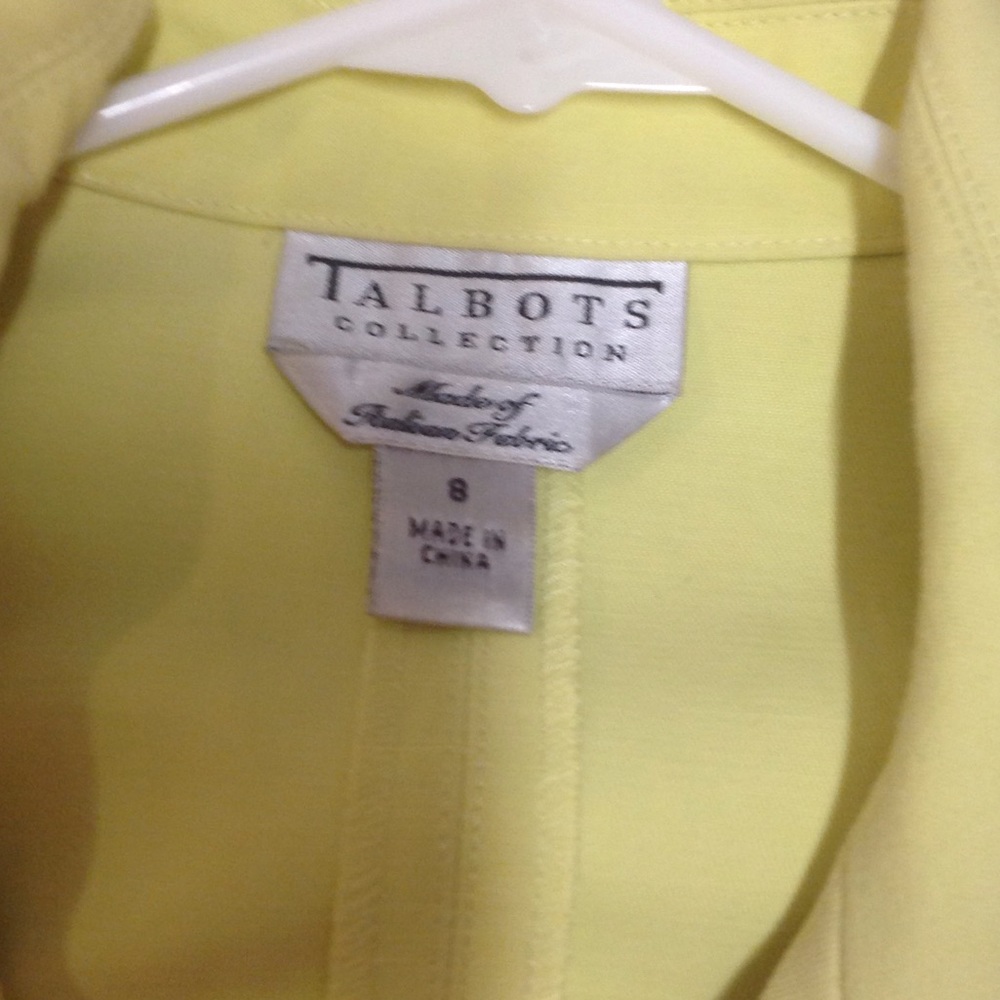 TALBOTS
COLLECTION
Made of
Italian Fabric
8
MADE IN
CHINA